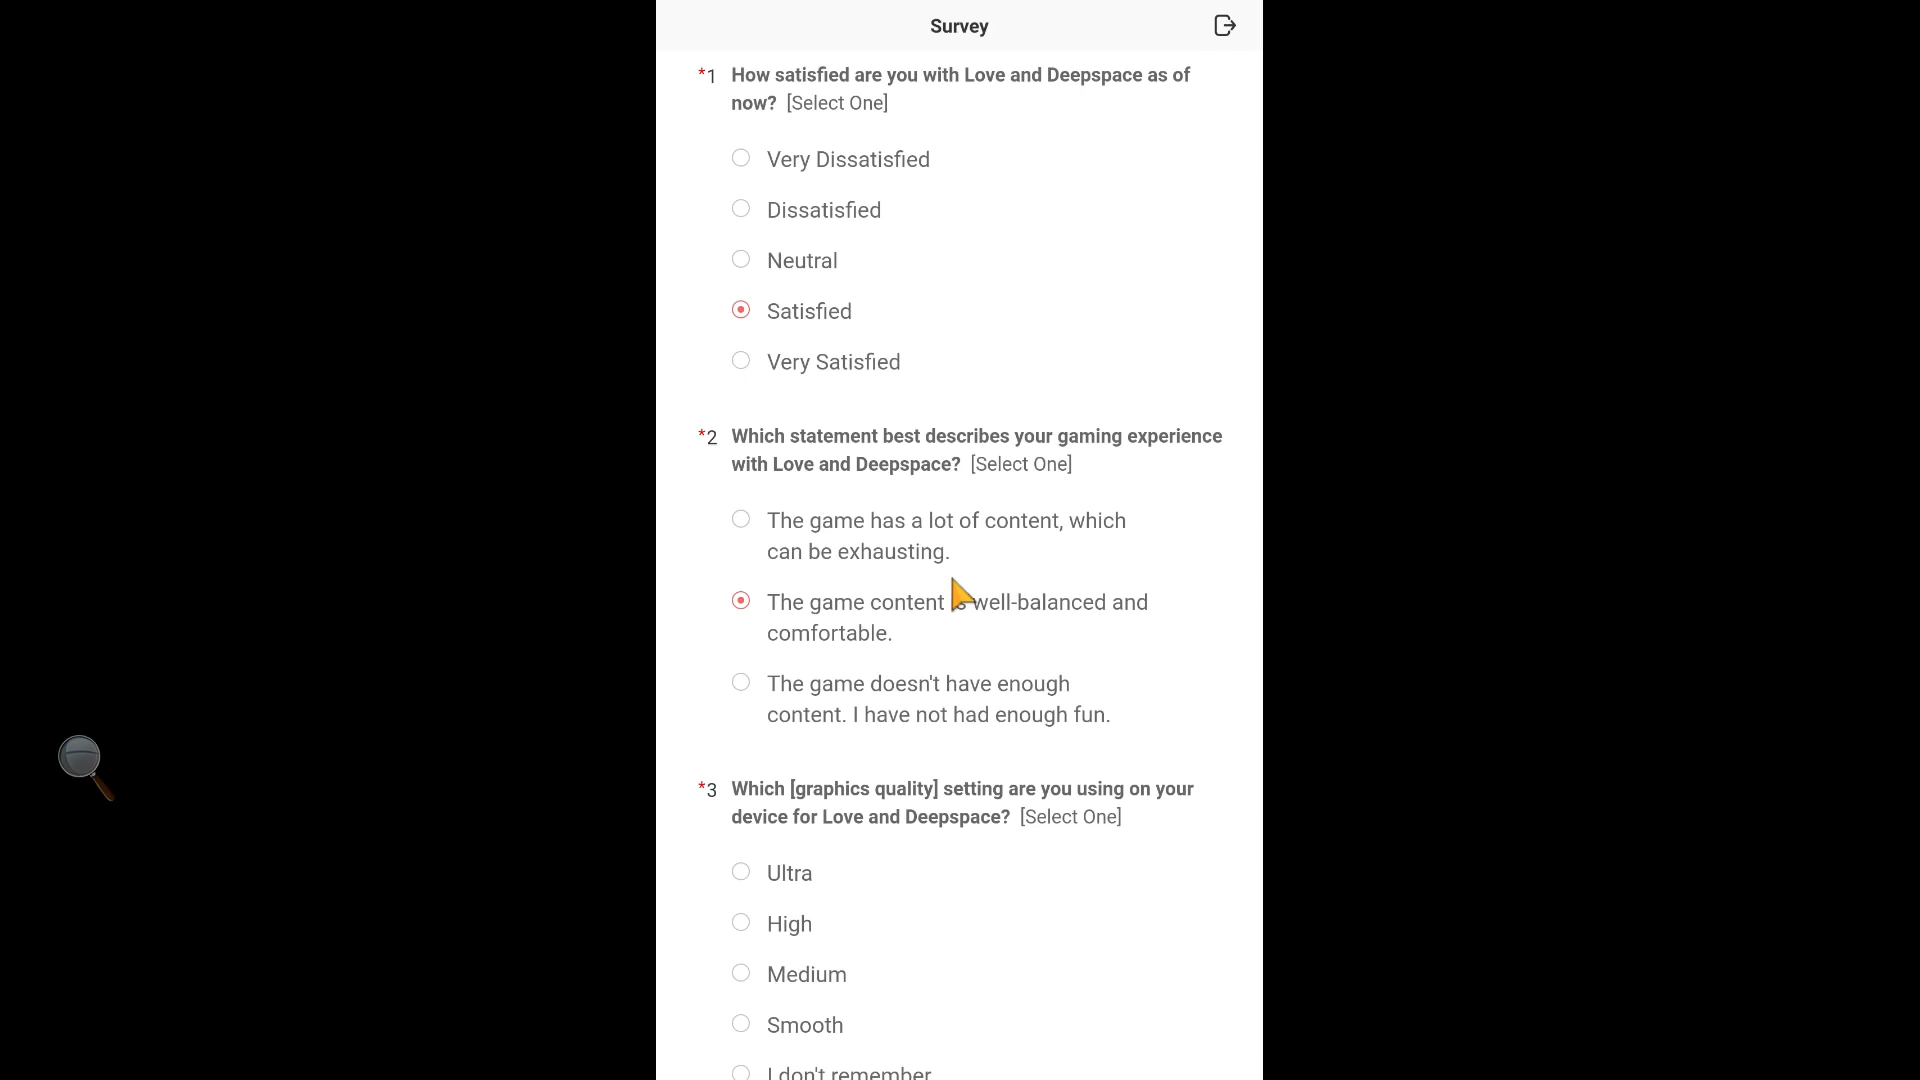 Survey
*1 How satisfied are you with Love and Deepspace as of
now? [Select One]
Very Dissatisfied
Dissatisfied
Neutral
Satisfied
Very Satisfied
*2 Which statement best describes your gaming experience
with Love and Deepspace? [Select One]
The game has a lot of content, which
can be exhausting.
The game content is well-balanced and
comfortable.
The game doesn't have enough
content. I have not had enough fun.
*3 Which [graphics quality] setting are you using on your
device for Love and Deepspace? [Select One]
Ultra
High
Medium
Smooth
I don't remember